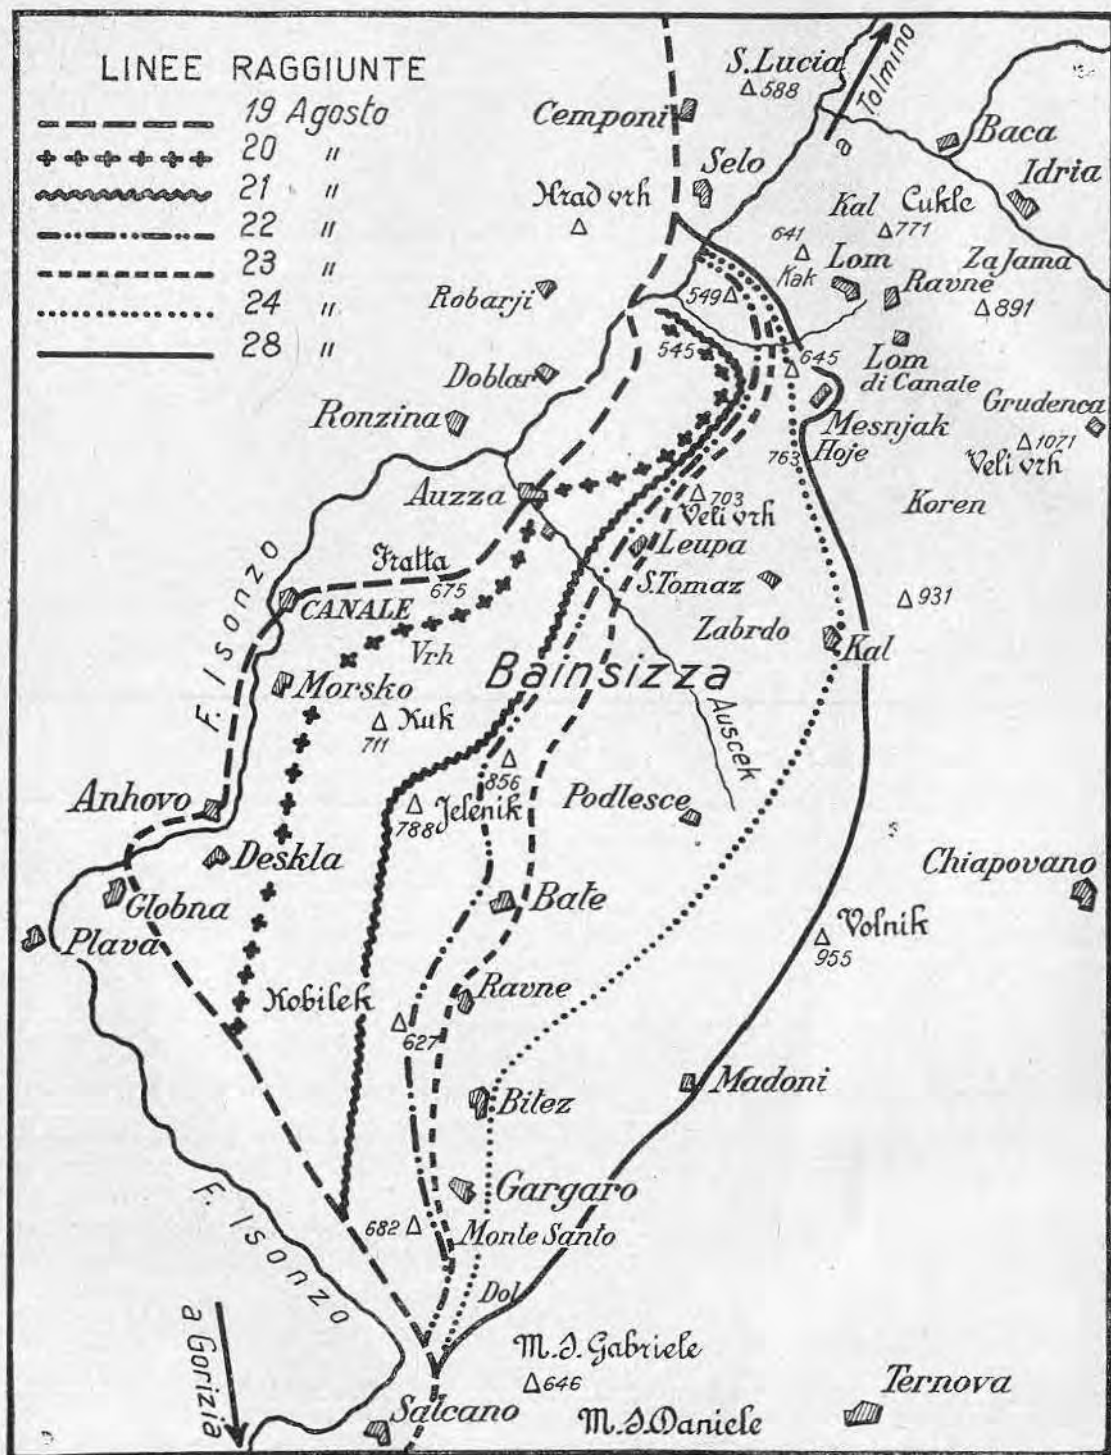 LINEE RAGGIUNTE
19 Agosto
20 "
21 "
22 "
23 "
24 "
28 "
S. Lucia
588
a Tolmino
Cemponi
Baca
Selo
Idria
Hrad vrh
Kal
Cukle
771
641
Kak
Lom
Za Jama
Ravne
891
Robarji
549
545
645
Lom
di Canale
Doblar
Grudenca
Ronzina
Mesnjak
1071
Hoje
Veli vrh
763
Auzza
703
Veli vrh
Koren
Leupa
Fratta
675
S. Tomaz
931
CANALE
Zabrdo
Kal
Vrh
Bainsizza
F. Isonzo
Morsko
Kuk
711
Auscek
856
Anhovo
Jelenik
788
Podlesce
Deskla
Chiapovano
Globna
Bate
Volnik
955
Plava
Kobilek
Ravne
627
Madoni
Bitez
F. Isonzo
Gargaro
682
Monte Santo
Dol
a Gorizia
M. S. Gabriele
646
Ternova
Salcano
M. S. Daniele